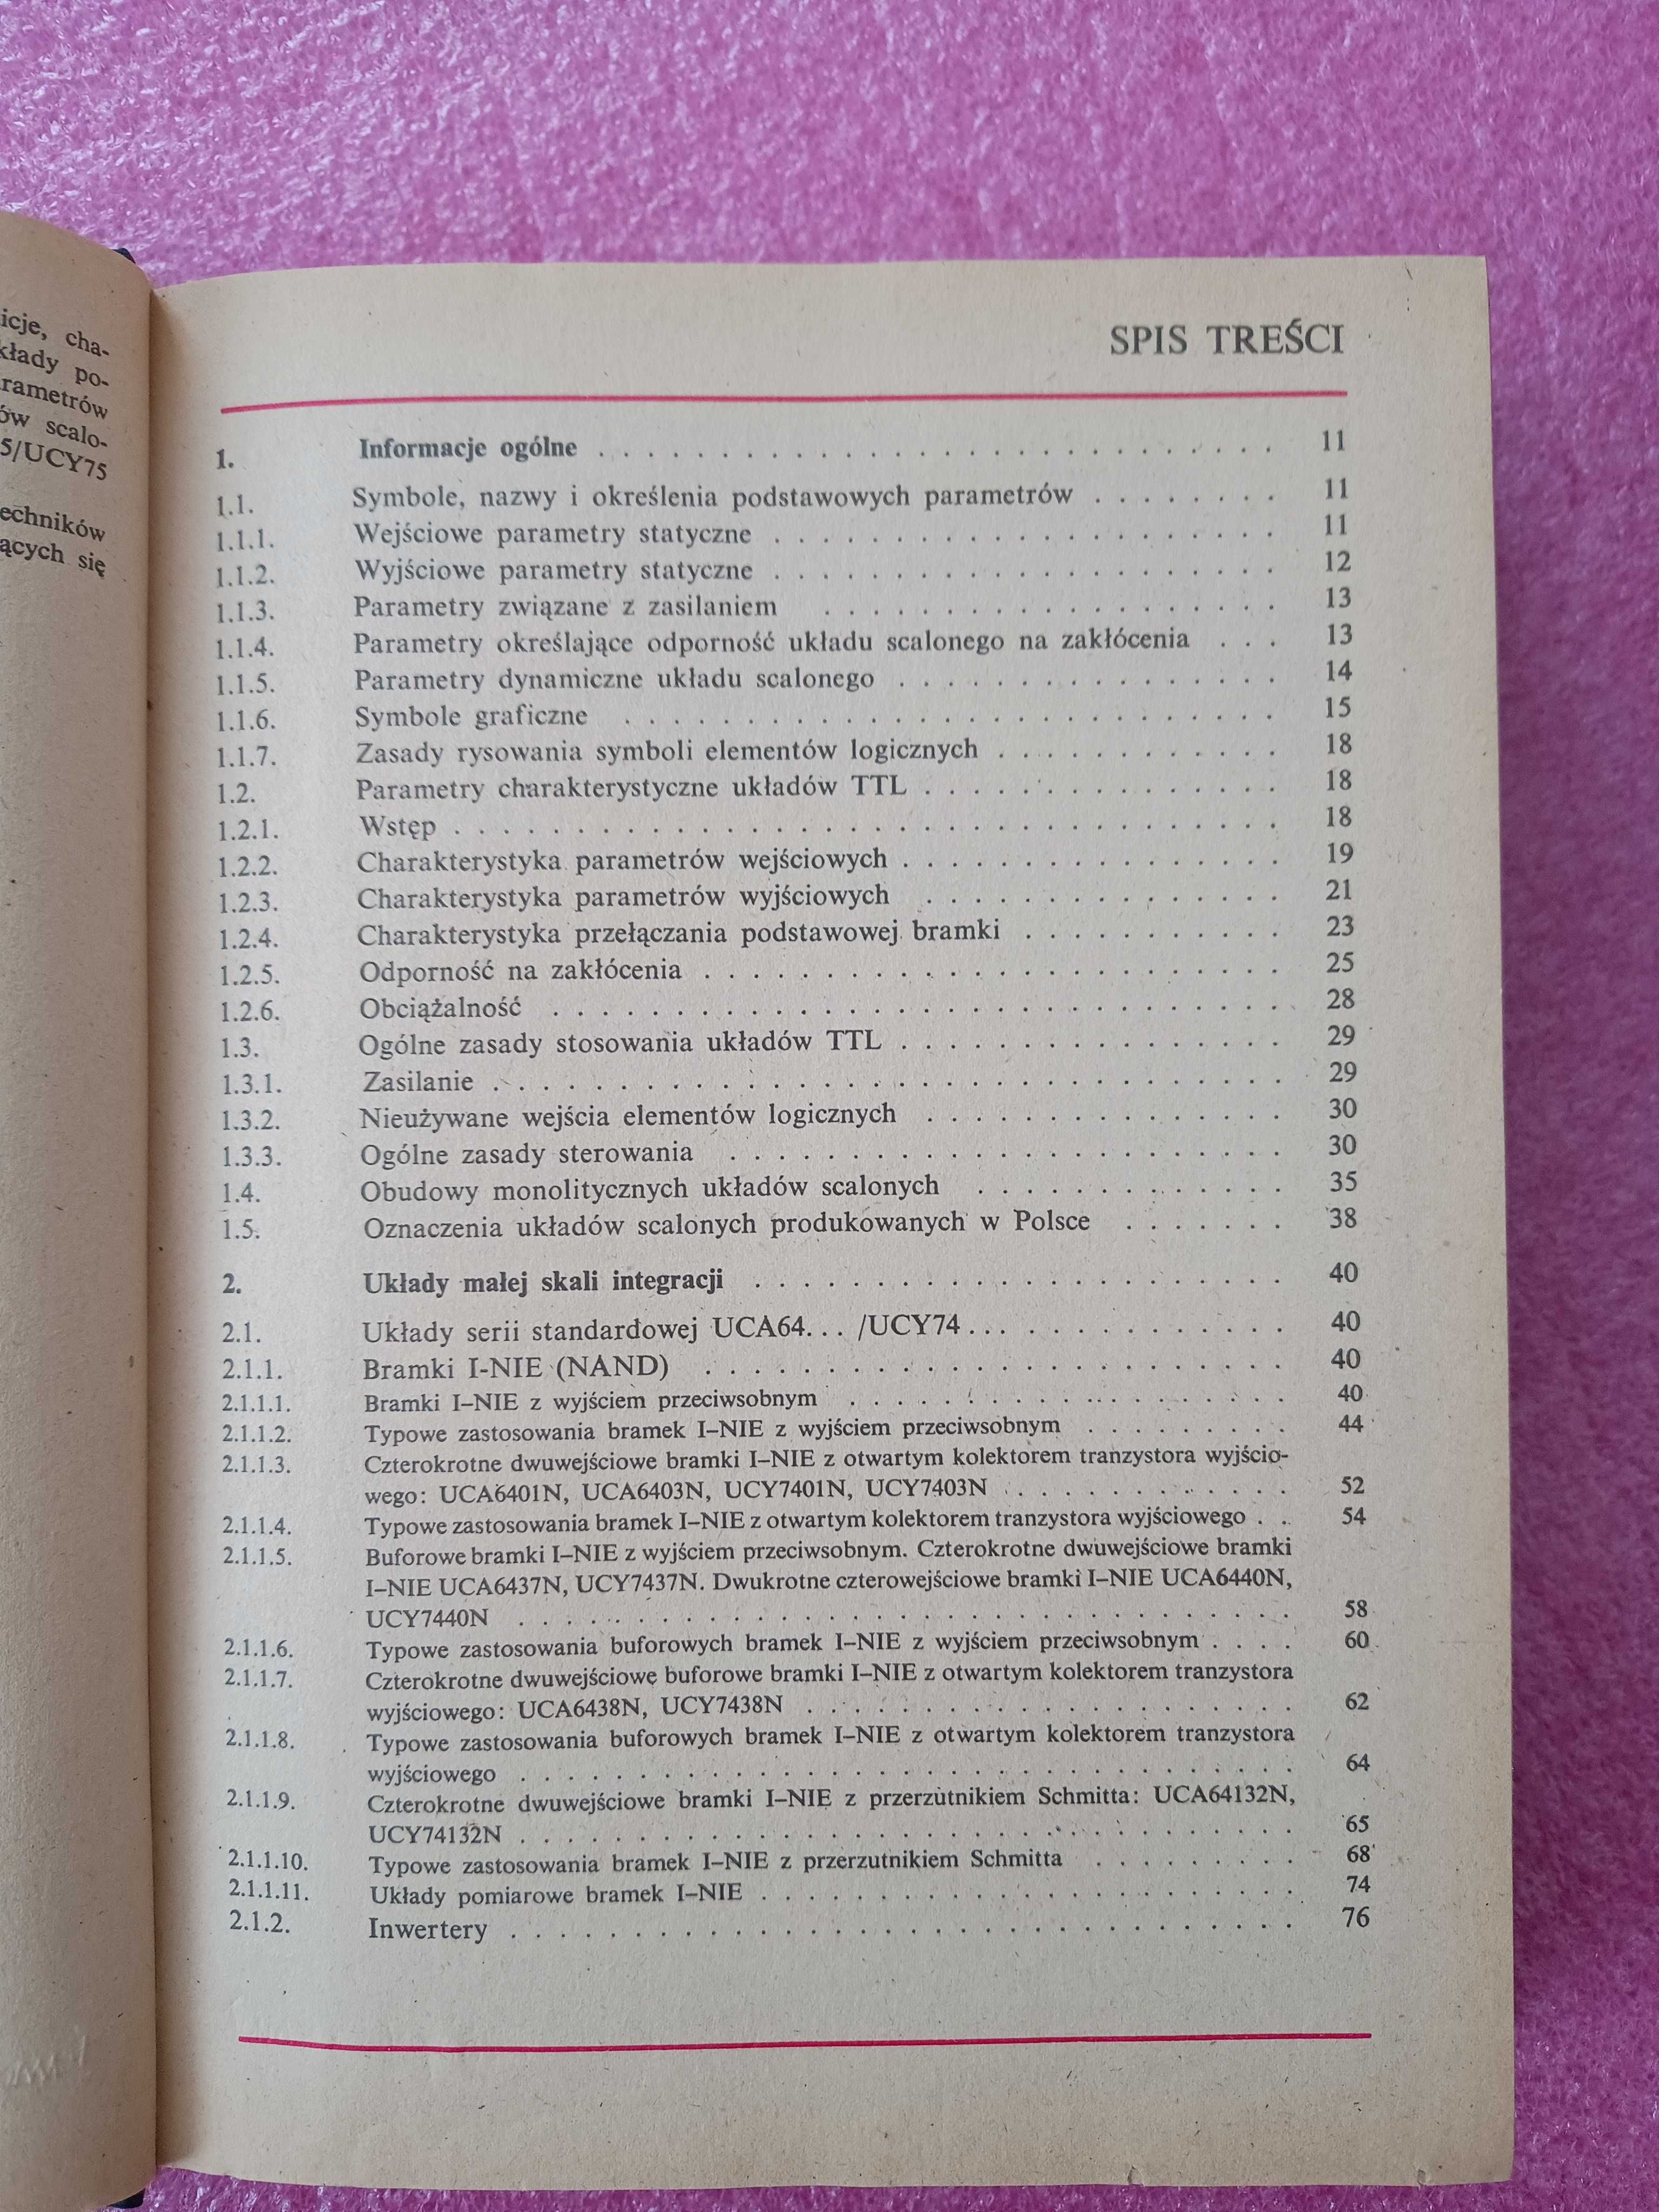 icje, cha-
kłady po-
rametrów
ów scalo-
5/UCY75
echników
ących się
SPIS TREŚCI
1. Informacje ogólne . . . . . . . . . . . . . . . . . . . . . . . . . . . . 11
1.1. Symbole, nazwy i określenia podstawowych parametrów . . . . . . . . 11
1.1.1. Wejściowe parametry statyczne . . . . . . . . . . . . . . . . . . . . . 11
1.1.2. Wyjściowe parametry statyczne . . . . . . . . . . . . . . . . . . . . . 12
1.1.3. Parametry związane z zasilaniem . . . . . . . . . . . . . . . . . . . 13
1.1.4. Parametry określające odporność układu scalonego na zakłócenia . . . 13
1.1.5. Parametry dynamiczne układu scalonego . . . . . . . . . . . . . . . . 14
1.1.6. Symbole graficzne . . . . . . . . . . . . . . . . . . . . . . . . . . . 15
1.1.7. Zasady rysowania symboli elementów logicznych . . . . . . . . . . . . 18
1.2. Parametry charakterystyczne układów TTL . . . . . . . . . . . . . . . 18
1.2.1. Wstęp . . . . . . . . . . . . . . . . . . . . . . . . . . . . . . . . . . 18
1.2.2. Charakterystyka parametrów wejściowych . . . . . . . . . . . . . . . . 19
1.2.3. Charakterystyka parametrów wyjściowych . . . . . . . . . . . . . . . 21
1.2.4. Charakterystyka przełączania podstawowej bramki . . . . . . . . . . . 23
1.2.5. Odporność na zakłócenia . . . . . . . . . . . . . . . . . . . . . . . . 25
1.2.6. Obciążalność . . . . . . . . . . . . . . . . . . . . . . . . . . . . . . 28
1.3. Ogólne zasady stosowania układów TTL . . . . . . . . . . . . . . . . 29
1.3.1. Zasilanie . . . . . . . . . . . . . . . . . . . . . . . . . . . . . . . . 29
1.3.2. Nieużywane wejścia elementów logicznych . . . . . . . . . . . . . . . 30
1.3.3. Ogólne zasady sterowania . . . . . . . . . . . . . . . . . . . . . . . 30
1.4. Obudowy monolitycznych układów scalonych . . . . . . . . . . . . . 35
1.5. Oznaczenia układów scalonych produkowanych w Polsce . . . . . . . 38
2. Układy małej skali integracji . . . . . . . . . . . . . . . . . . . . . . 40
2.1. Układy serii standardowej UCA64... /UCY74... . . . . . . . . . . . . 40
2.1.1. Bramki I-NIE (NAND) . . . . . . . . . . . . . . . . . . . . . . . . 40
2.1.1.1. Bramki I–NIE z wyjściem przeciwsobnym . . . . . . . . . . . . . . . . . . 40
2.1.1.2. Typowe zastosowania bramek I–NIE z wyjściem przeciwsobnym . . . . . . . . . 44
2.1.1.3. Czterokrotne dwuwejściowe bramki I–NIE z otwartym kolektorem tranzystora wyjścio-
wego: UCA6401N, UCA6403N, UCY7401N, UCY7403N . . . . . . . . . . . . 52
2.1.1.4. Typowe zastosowania bramek I–NIE z otwartym kolektorem tranzystora wyjściowego . . 54
2.1.1.5. Buforowe bramki I–NIE z wyjściem przeciwsobnym. Czterokrotne dwuwejściowe bramki
I–NIE UCA6437N, UCY7437N. Dwukrotne czterowejściowe bramki I–NIE UCA6440N,
UCY7440N . . . . . . . . . . . . . . . . . . . . . . . . . . . . . . . . . 58
2.1.1.6. Typowe zastosowania buforowych bramek I–NIE z wyjściem przeciwsobnym . . . . 60
2.1.1.7. Czterokrotne dwuwejściowe buforowe bramki I–NIE z otwartym kolektorem tranzystora
wyjściowego: UCA6438N, UCY7438N . . . . . . . . . . . . . . . . . . . . 62
2.1.1.8. Typowe zastosowania buforowych bramek I–NIE z otwartym kolektorem tranzystora
wyjściowego . . . . . . . . . . . . . . . . . . . . . . . . . . . . . . . . 64
2.1.1.9. Czterokrotne dwuwejściowe bramki I–NIE z przerzutnikiem Schmitta: UCA64132N,
UCY74132N . . . . . . . . . . . . . . . . . . . . . . . . . . . . . . . . 65
2.1.1.10. Typowe zastosowania bramek I–NIE z przerzutnikiem Schmitta . . . . . . . . . 68
2.1.1.11. Układy pomiarowe bramek I–NIE . . . . . . . . . . . . . . . . . . . . . . 74
2.1.2. Inwertery . . . . . . . . . . . . . . . . . . . . . . . . . . . . . . . . 76